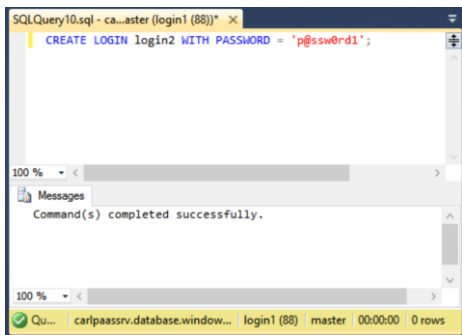 SQLQuery10.sql - ca...aster (login1 (88))* ×
CREATE LOGIN login2 WITH PASSWORD = 'p@ssw0rd1';
100 %
Messages
Command(s) completed successfully.
100 %
Qu... carlpaassrv.database.window... login1 (88) master 00:00:00 0 rows